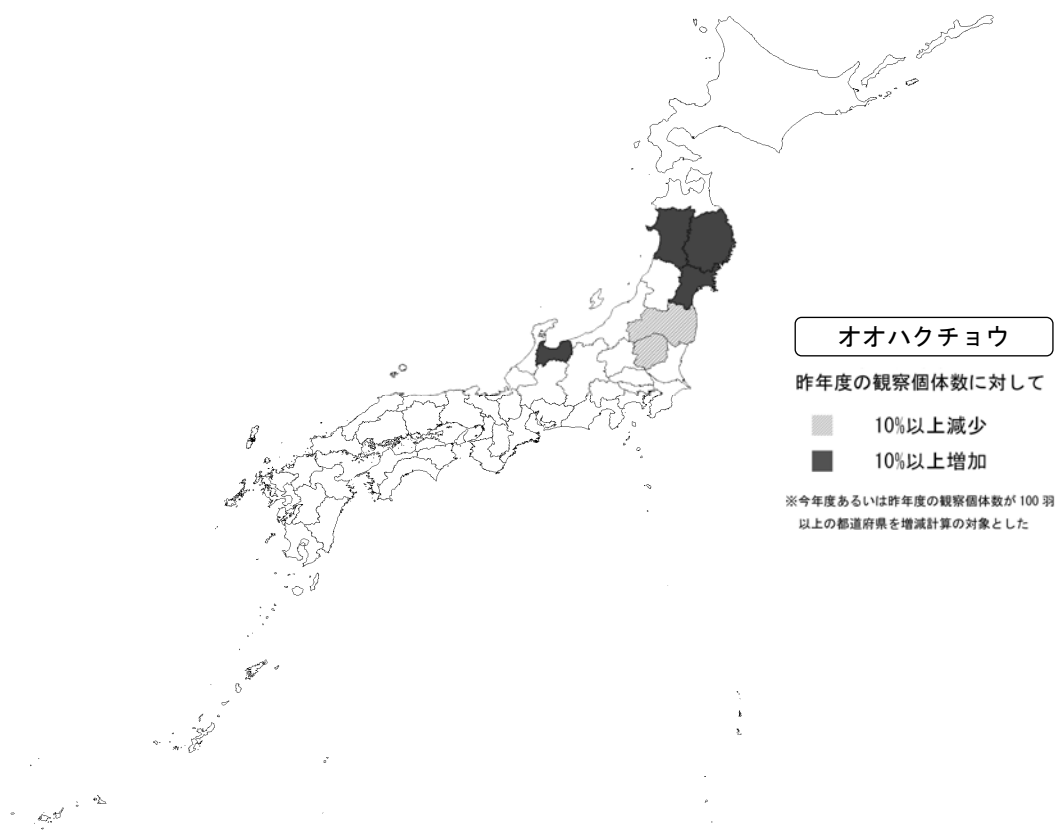 オオハクチョウ
昨年度の観察個体数に対して
10%以上減少
10%以上増加
※今年度あるいは昨年度の観察個体数が100羽
以上の都道府県を増減計算の対象とした